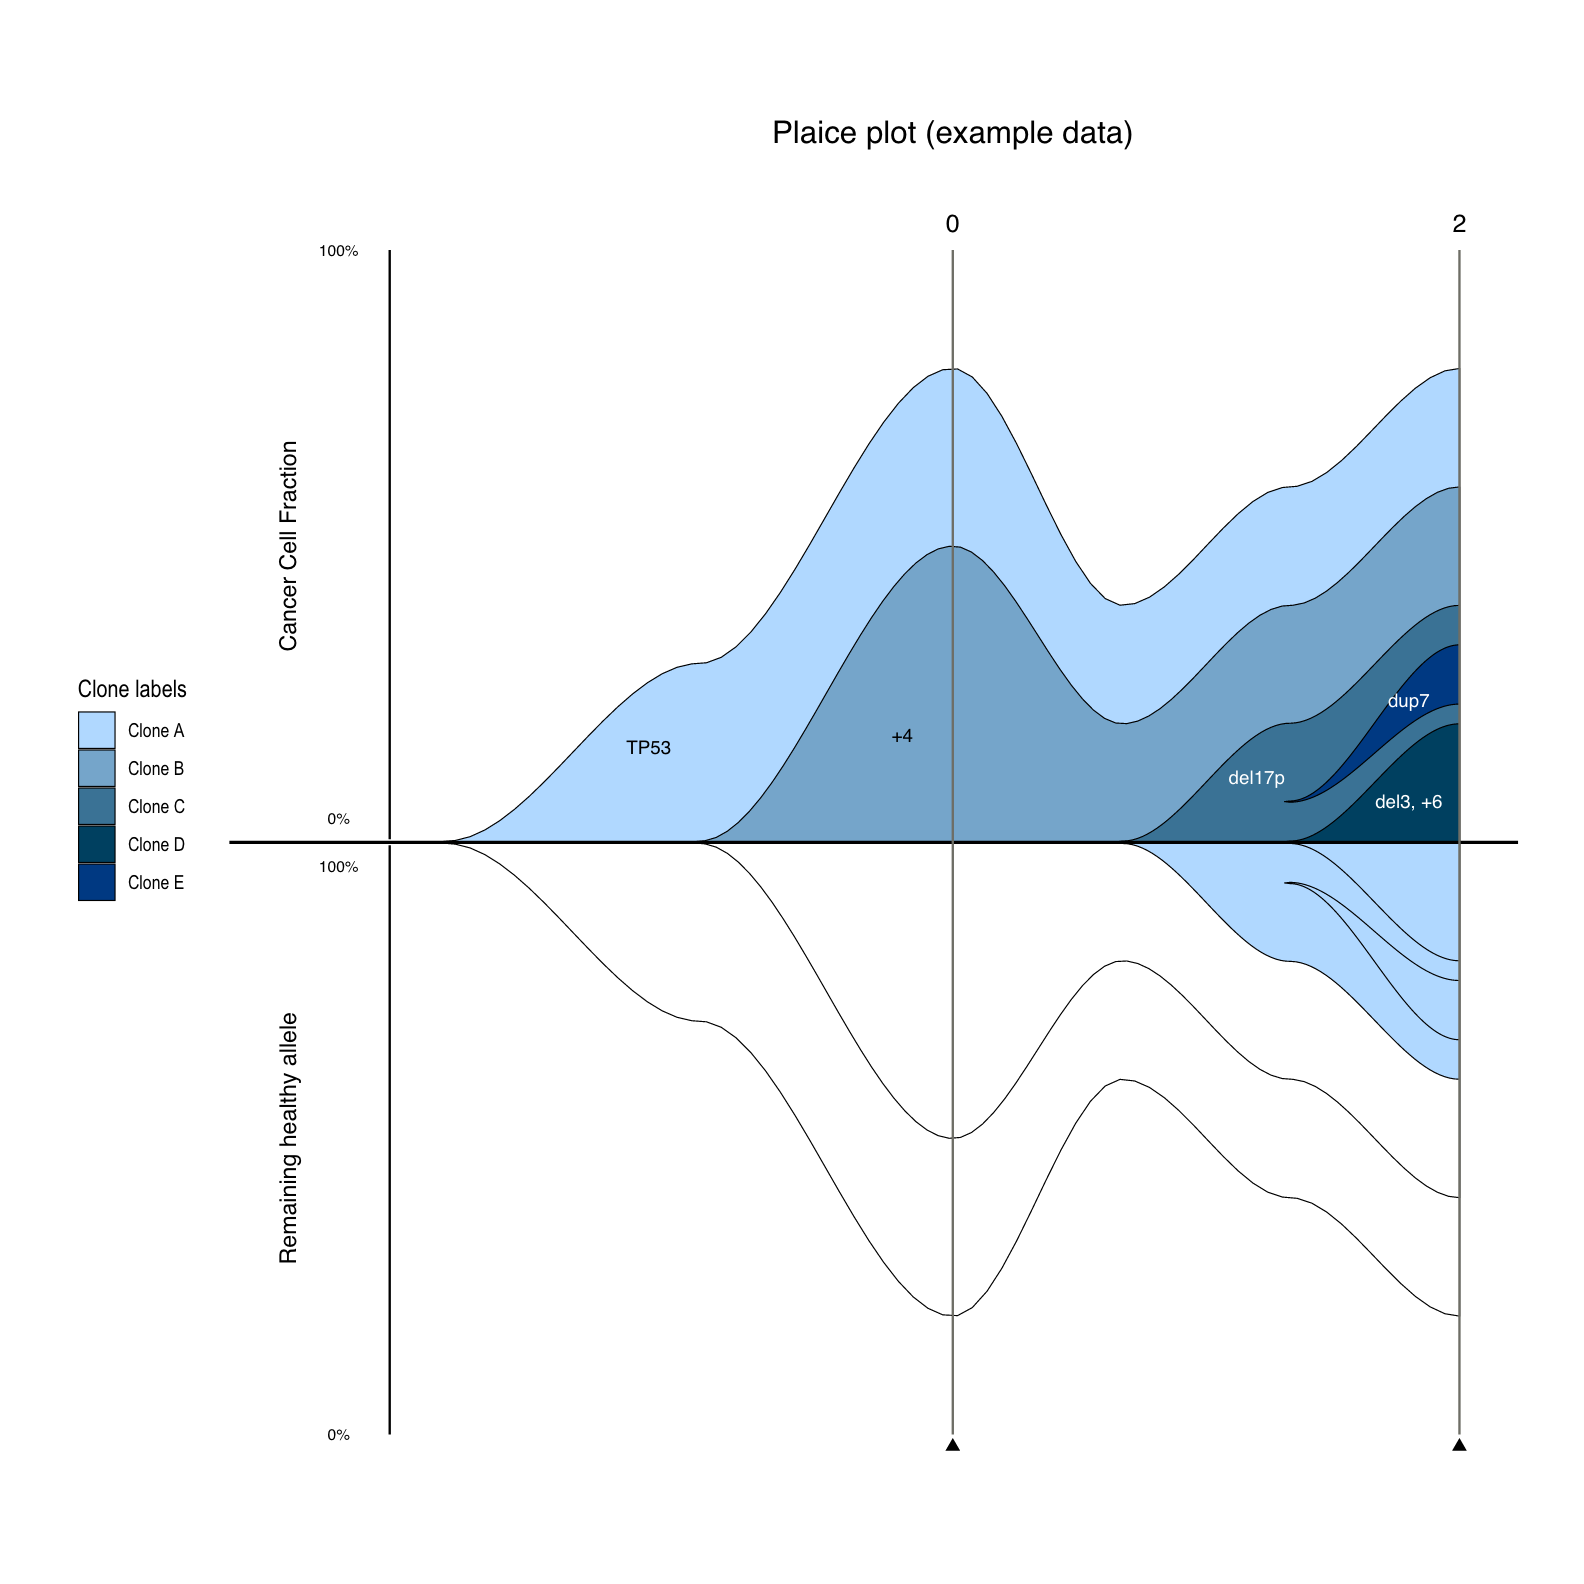 Plaice plot (example data)
0
2
100%
Cancer Cell Fraction
0%
TP53
+4
del17p
dup7
del3, +6
Clone labels
Clone A
Clone B
Clone C
Clone D
Clone E
100%
Remaining healthy allele
0%